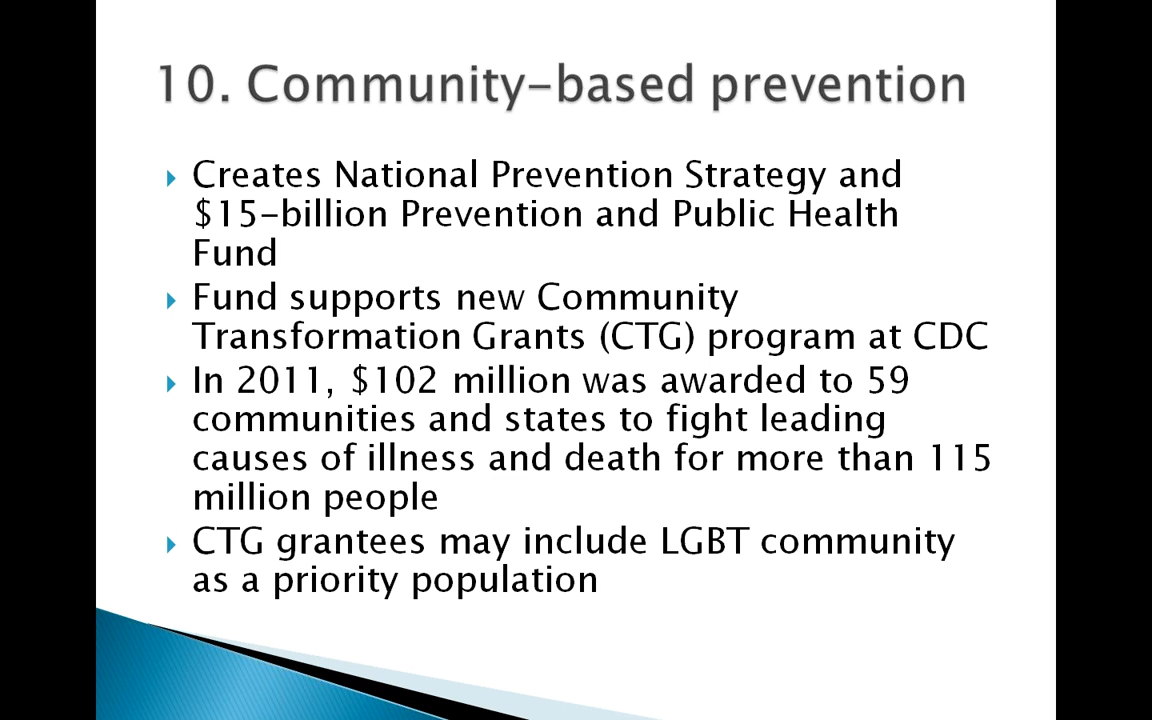 10. Community-based prevention
Creates National Prevention Strategy and
$15-billion Prevention and Public Health
Fund
Fund supports new Community
Transformation Grants (CTG) program at CDC
In 2011, $102 million was awarded to 59
communities and states to fight leading
causes of illness and death for more than 115
million people
CTG grantees may include LGBT community
as a priority population